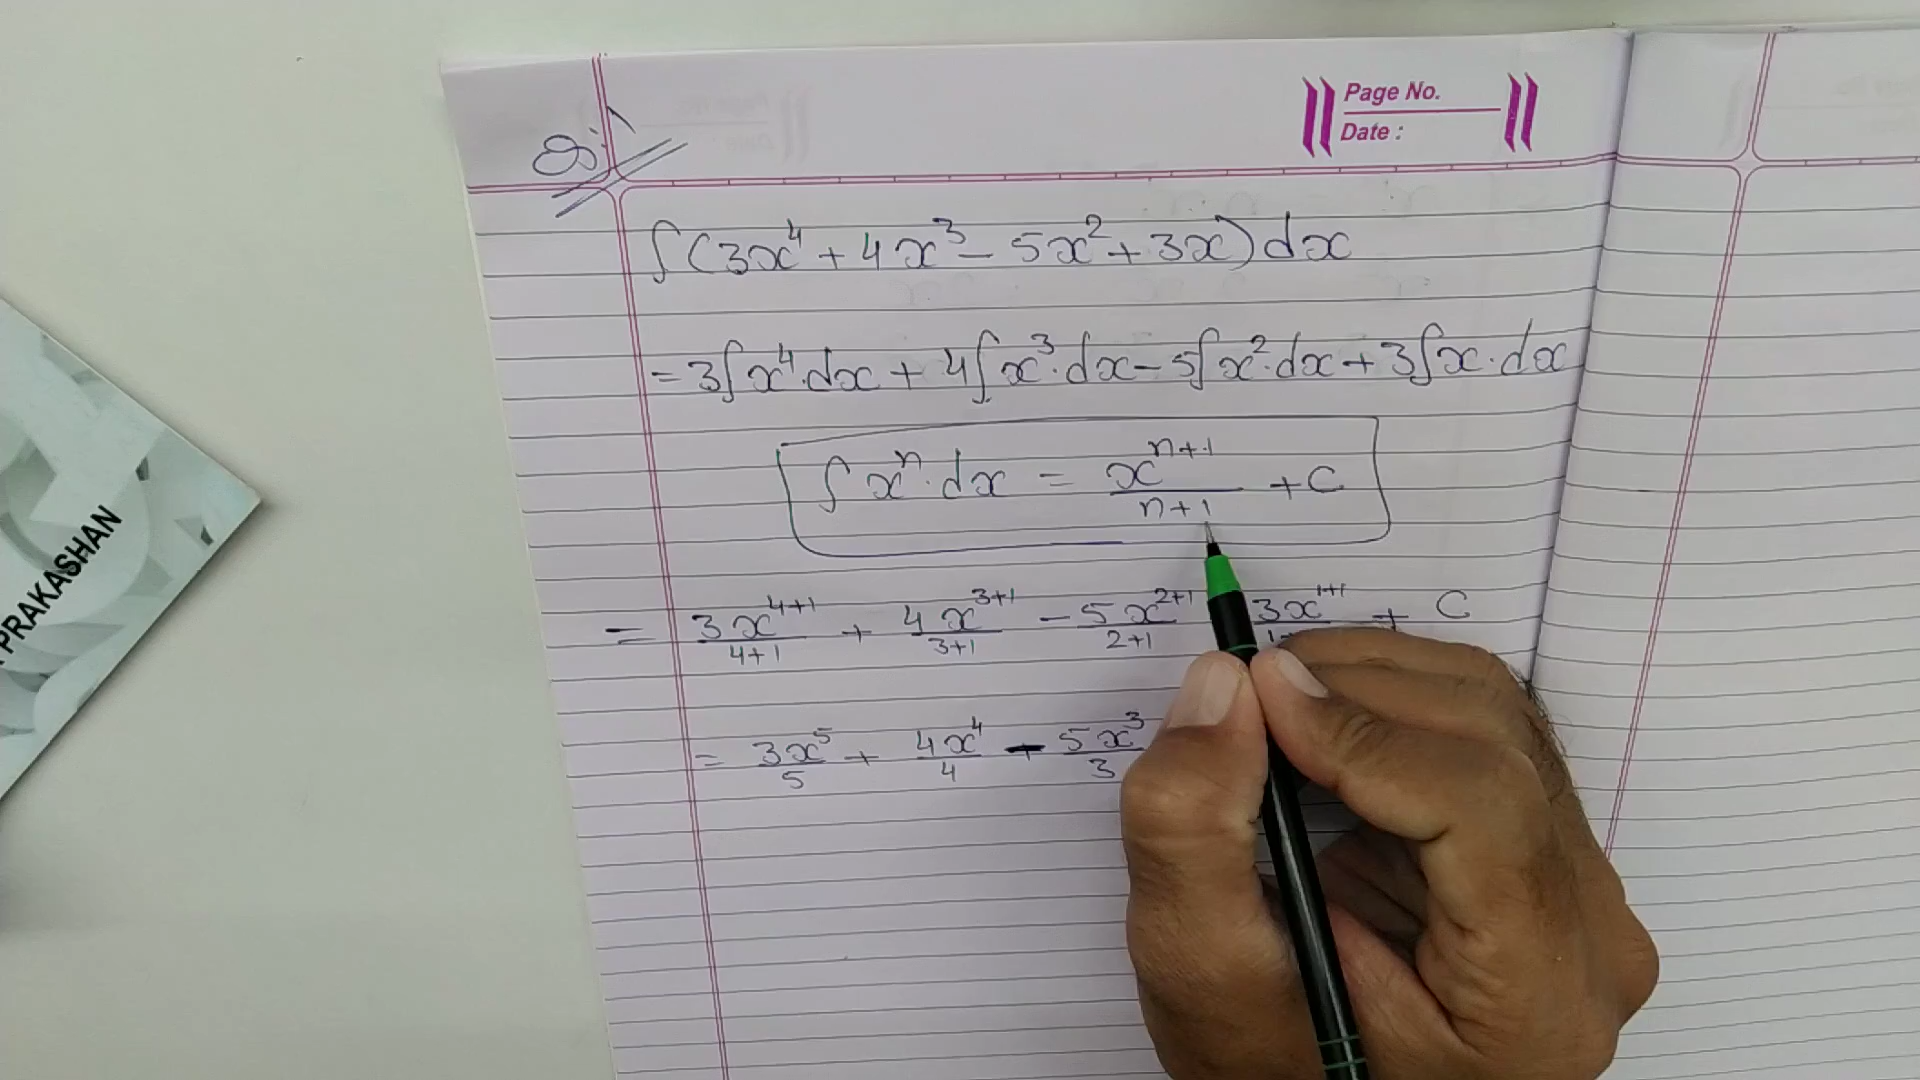 Page No.
Date :
∫(3x⁴ + 4x³ - 5x² + 3x) dx
= 3∫x⁴·dx + 4∫x³·dx - 5∫x²·dx + 3∫x·dx
∫xⁿ·dx = xⁿ⁺¹/n+1 + C
= 3x⁴⁺¹/4+1 + 4x³⁺¹/3+1 - 5x²⁺¹/2+1 3x¹⁺¹ + C
= 3x⁵/5 + 4x⁴/4 - 5x³/3
PRAKASHAN